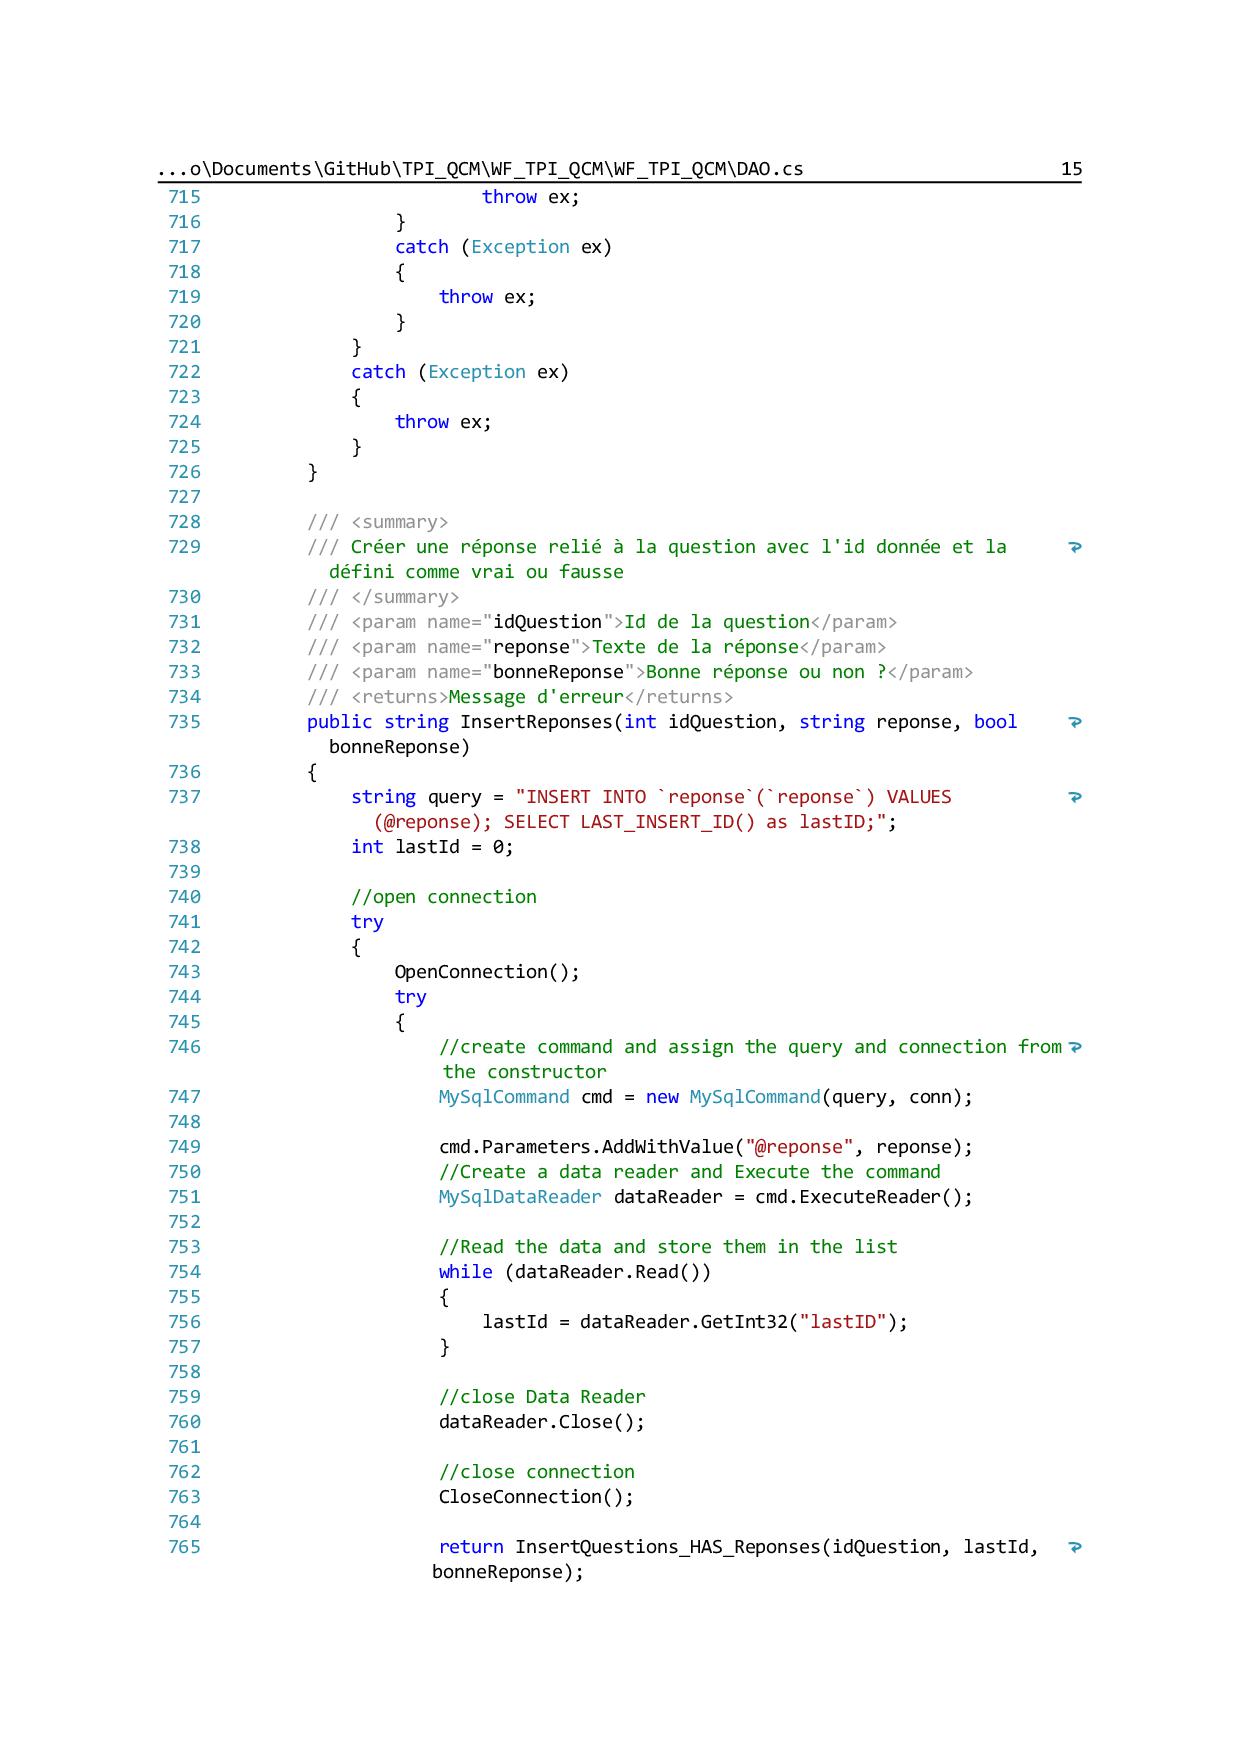 ...o\Documents\GitHub\TPI_QCM\WF_TPI_QCM\WF_TPI_QCM\DAO.cs 15
715 throw ex;
716 }
717 catch (Exception ex)
718 {
719 throw ex;
720 }
721 }
722 catch (Exception ex)
723 {
724 throw ex;
725 }
726 }
727
728 /// <summary>
729 /// Créer une réponse relié à la question avec l'id donnée et la
défini comme vrai ou fausse
730 /// </summary>
731 /// <param name="idQuestion">Id de la question</param>
732 /// <param name="reponse">Texte de la réponse</param>
733 /// <param name="bonneReponse">Bonne réponse ou non ?</param>
734 /// <returns>Message d'erreur</returns>
735 public string InsertReponses(int idQuestion, string reponse, bool
bonneReponse)
736 {
737 string query = "INSERT INTO `reponse`(`reponse`) VALUES
(@reponse); SELECT LAST_INSERT_ID() as lastID;";
738 int lastId = 0;
739
740 //open connection
741 try
742 {
743 OpenConnection();
744 try
745 {
746 //create command and assign the query and connection from
the constructor
747 MySqlCommand cmd = new MySqlCommand(query, conn);
748
749 cmd.Parameters.AddWithValue("@reponse", reponse);
750 //Create a data reader and Execute the command
751 MySqlDataReader dataReader = cmd.ExecuteReader();
752
753 //Read the data and store them in the list
754 while (dataReader.Read())
755 {
756 lastId = dataReader.GetInt32("lastID");
757 }
758
759 //close Data Reader
760 dataReader.Close();
761
762 //close connection
763 CloseConnection();
764
765 return InsertQuestions_HAS_Reponses(idQuestion, lastId,
bonneReponse);